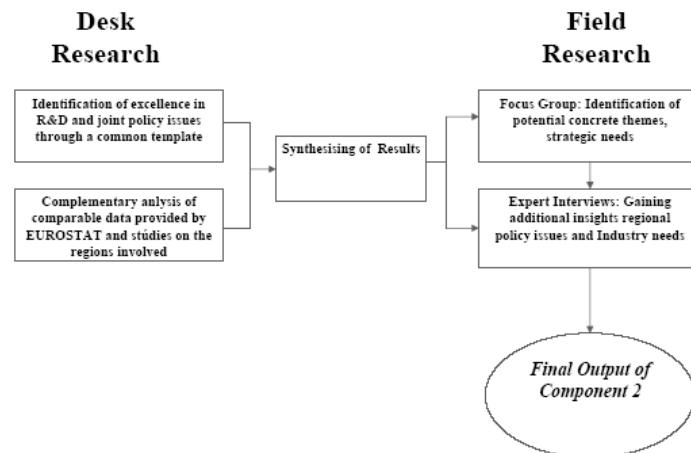 Desk
Research
Field
Research
Identification of excellence in
R&D and joint policy issues
through a common template
Complementary anlysis of
comparable data provided by
EUROSTAT and stúdies on the
regions involved
Synthesising of Results
Focus Group: Identification of
potential concrete themes,
strategic needs
Expert Interviews: Gaining
additional insights regional
policy issues and Industry needs
Final Output of
Component 2